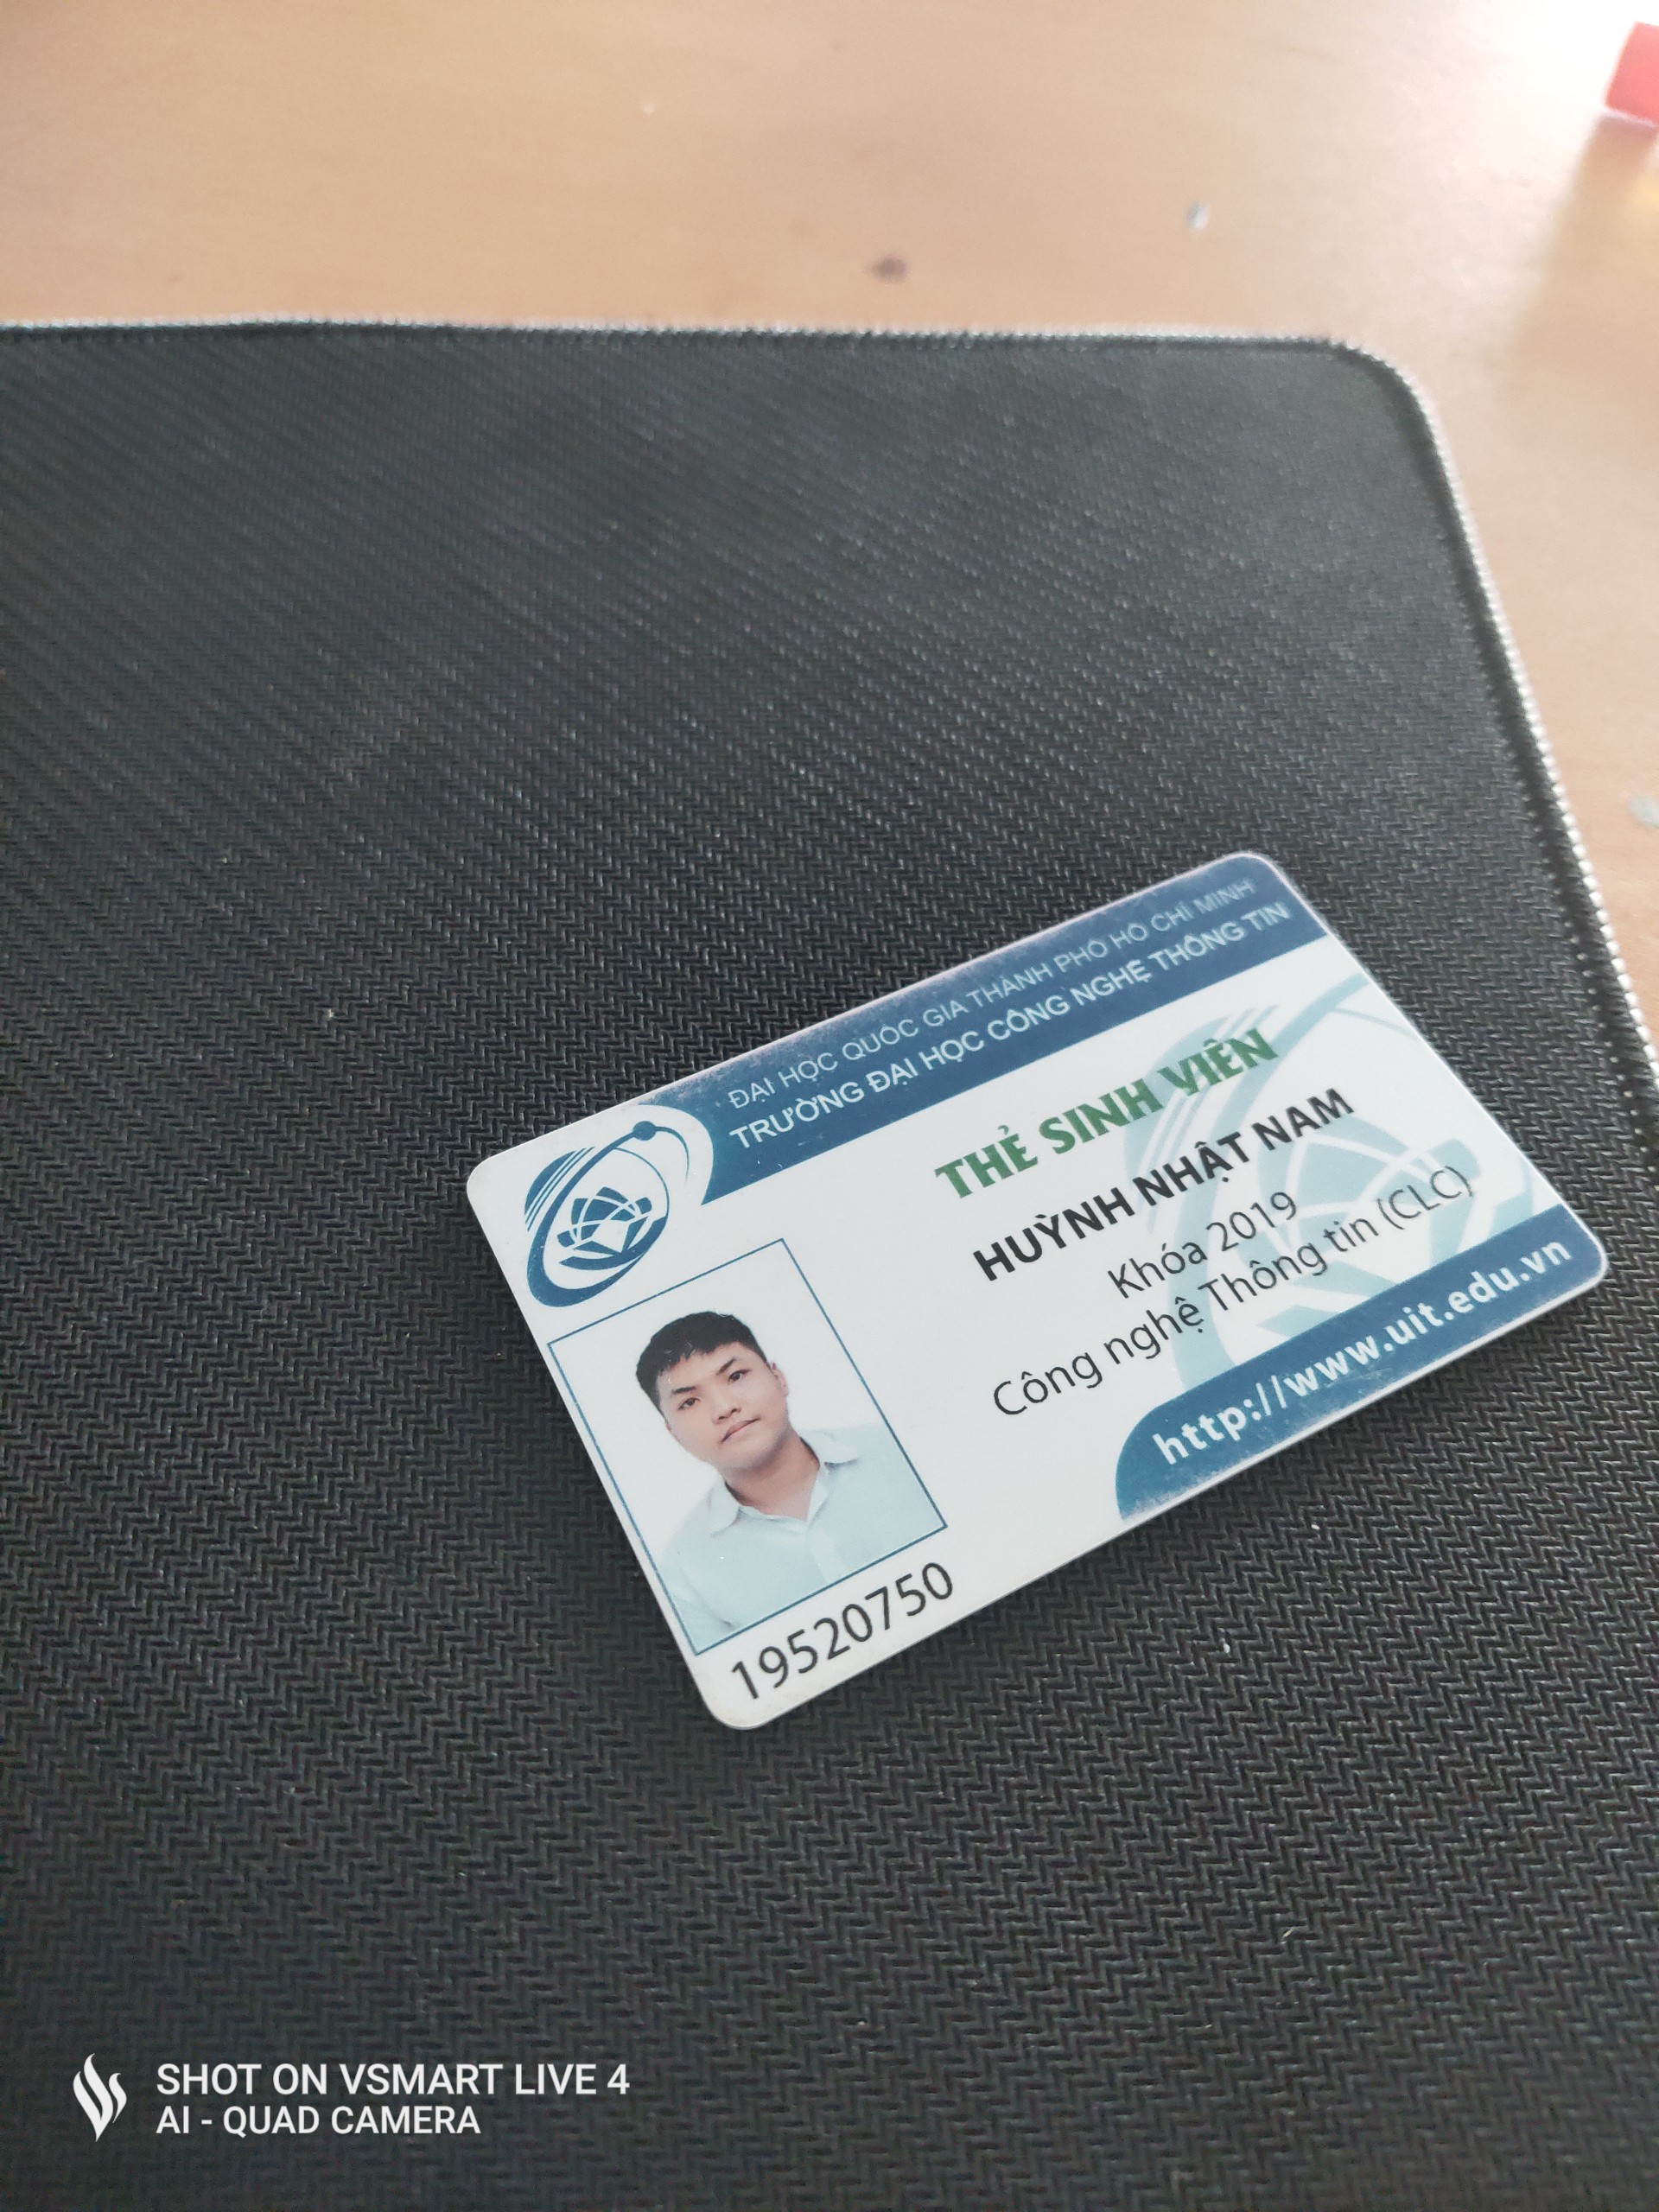 ĐẠI HỌC QUỐC GIA THÀNH PHỐ HỒ CHÍ MINH
TRƯỜNG ĐẠI HỌC CÔNG NGHỆ THÔNG TIN
THẺ SINH VIÊN
HUỲNH NHẬT NAM
Khóa 2019
Công nghệ Thông tin (CLC)
http://www.uit.edu.vn
19520750
SHOT ON VSMART LIVE 4
AI - QUAD CAMERA